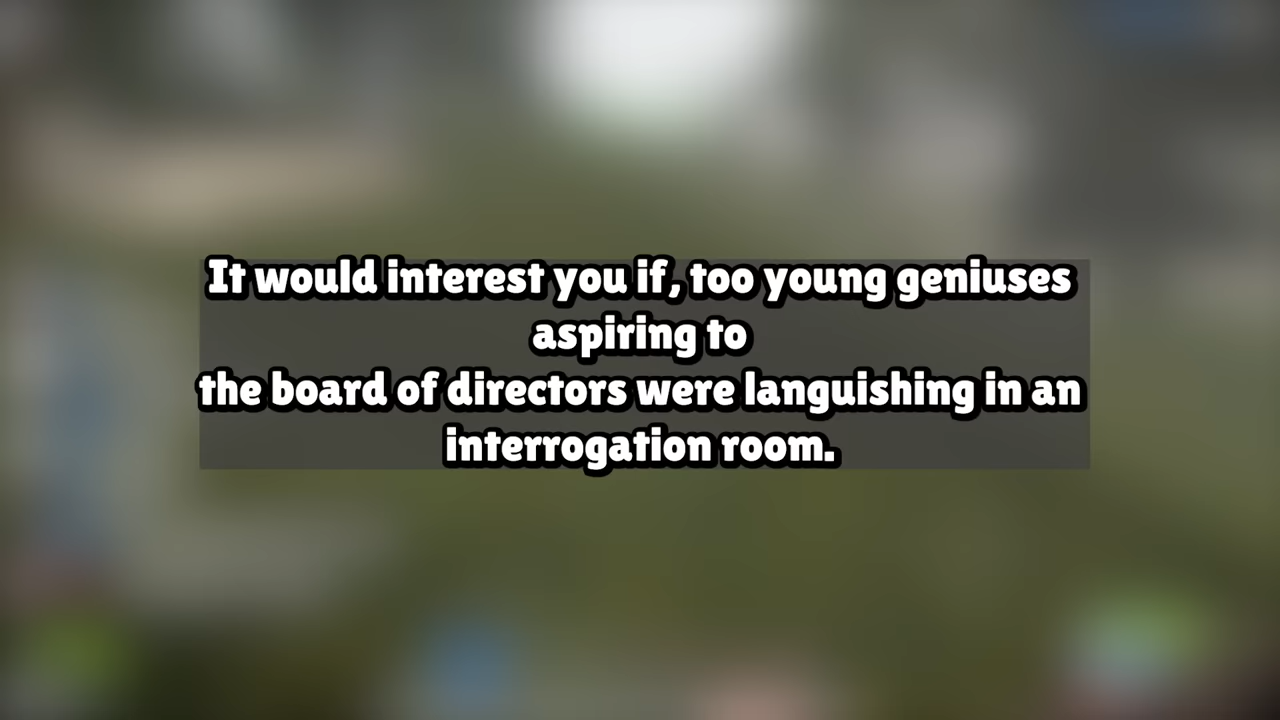 It would interest you if, too young geniuses
aspiring to
the board of directors were languishing in an
interrogation room.